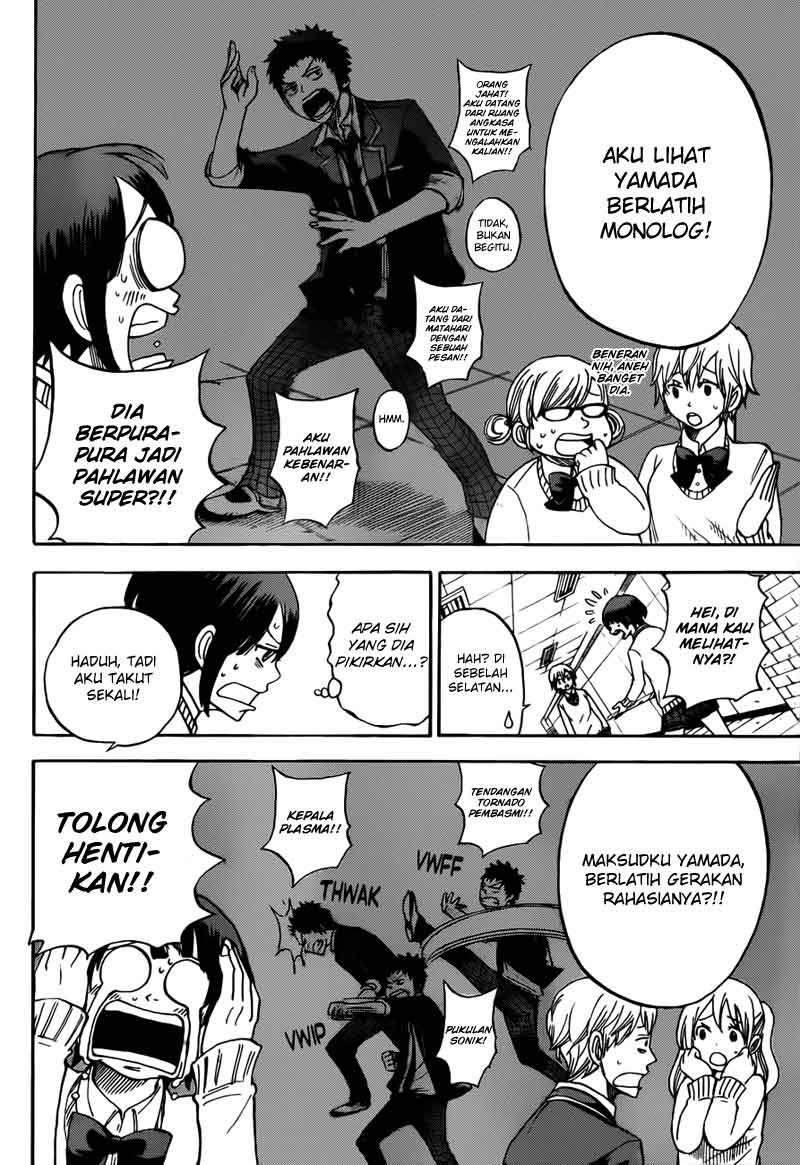 AKU LIHAT
YAMADA
BERLATIH
MONOLOG!
ORANG
JAHAT!
AKU DATANG
DARI RUANG
ANGKASA
UNTUK ME-
NGALAHKAN
KALIAN!!
TIDAK,
BUKAN
BEGITU.
AKU DA-
TANG DARI
MATAHARI
DENGAN
SEBUAH
PESAN!!
HMM.
AKU
PAHLAWAN
KEBENAR-
AN!!
BENERAN
NIH, ANEH
BANGET
DIA.
DIA
BERPURA-
PURA JADI
PAHLAWAN
SUPER?!!
HEI, DI
MANA KAU
MELIHAT-
NYA?!
HAH? DI
SEBELAH
SELATAN...
APA SIH
YANG DIA
PIKIRKAN...?
HADUH, TADI
AKU TAKUT
SEKALI!
MAKSUDKU YAMADA,
BERLATIH GERAKAN
RAHASIANYA?!!
TENDANGAN
TORNADO
PEMBASMI!!
VWFF
KEPALA
PLASMA!!
THWAK
VWIP
PUKULAN
SONIK!
TOLONG
HENTI-
KAN!!